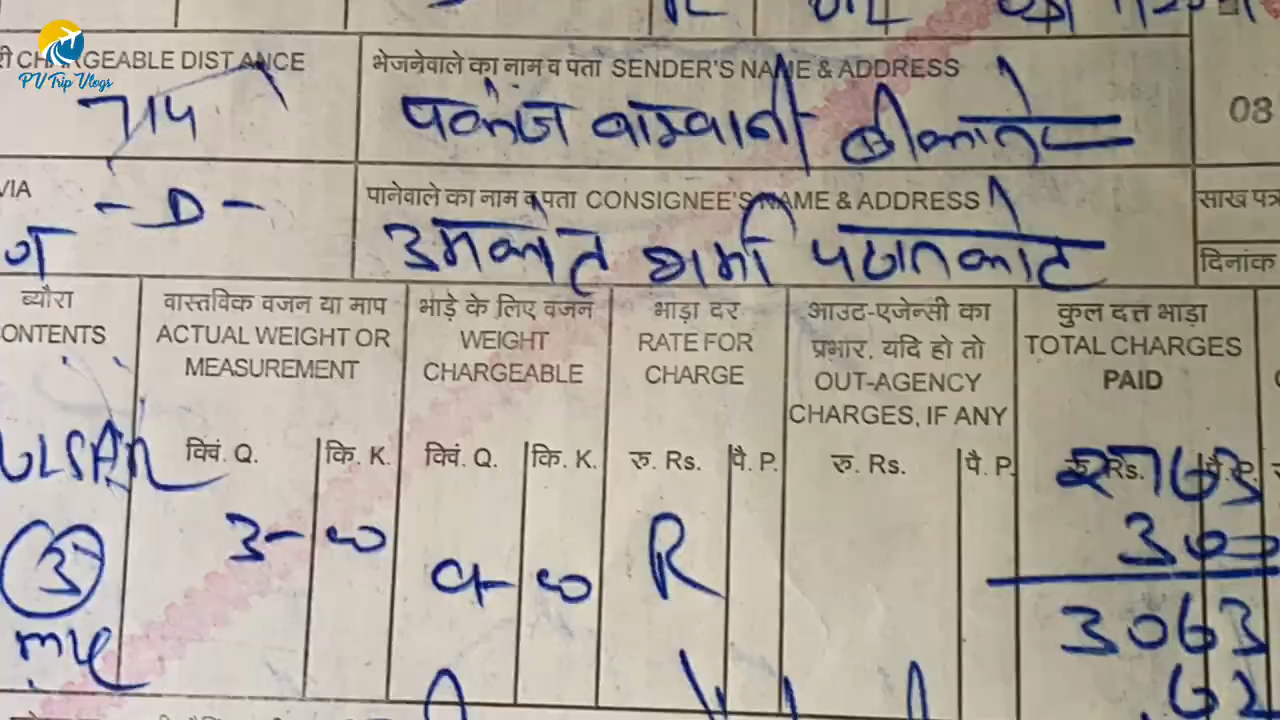 PV Trip Vlogs
री CHARGEABLE DISTANCE
भेजनेवाले का नाम व पता SENDER'S NAME & ADDRESS
714
पंकज बाम्वानी बीकानेर
08
VIA
- D -
पानेवाले का नाम व पता CONSIGNEE'S NAME & ADDRESS
साख पत्र
उमाकांत शर्मा पठानकोट
दिनांक
ब्यौरा
CONTENTS
वास्तविक वजन या माप
ACTUAL WEIGHT OR
MEASUREMENT
भाड़े के लिए वजन
WEIGHT
CHARGEABLE
भाड़ा दर
RATE FOR
CHARGE
आउट-एजेन्सी का
प्रभार, यदि हो तो
OUT-AGENCY
CHARGES, IF ANY
कुल दत्त भाड़ा
TOTAL CHARGES
PAID
क्विं. Q.
कि. K.
क्विं. Q.
कि. K.
रु. Rs.
पै. P.
रु. Rs.
पै. P.
रु. Rs.
पै. P.
3 - 00
R
2763
300
3063